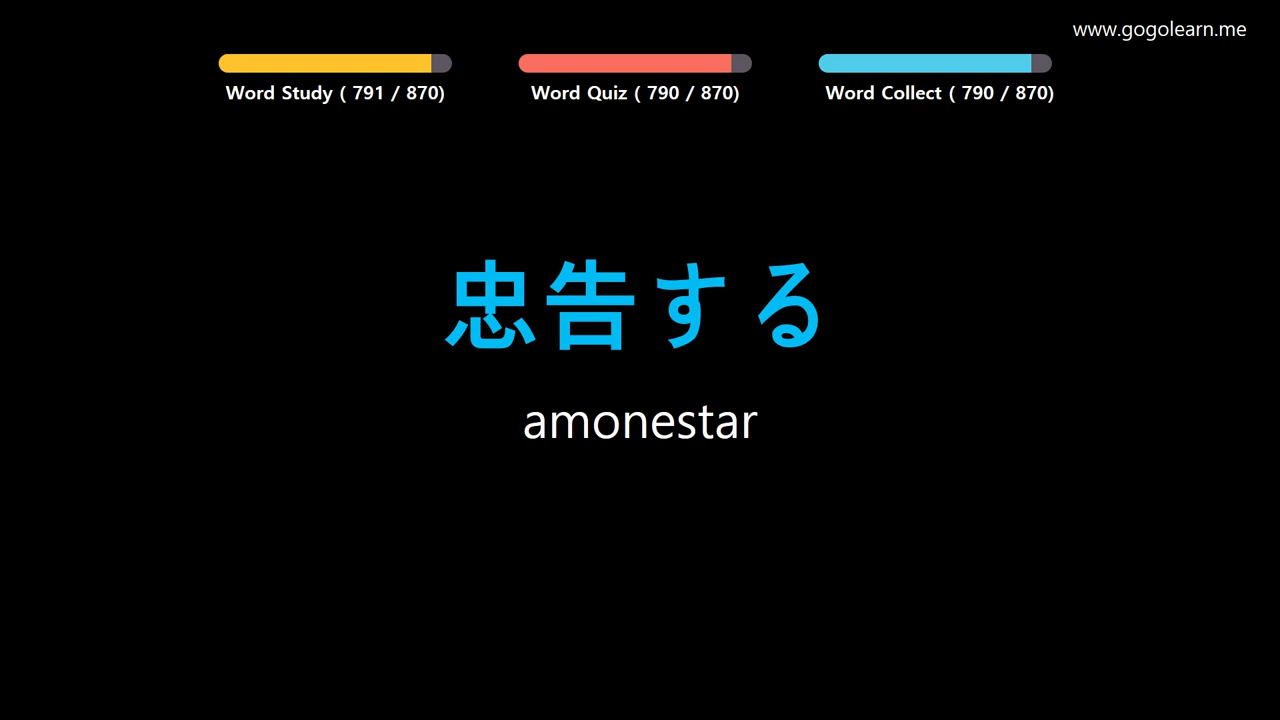 www.gogolearn.me
Word Study ( 791 / 870)
Word Quiz ( 790 / 870)
Word Collect ( 790 / 870)
忠告する
amonestar